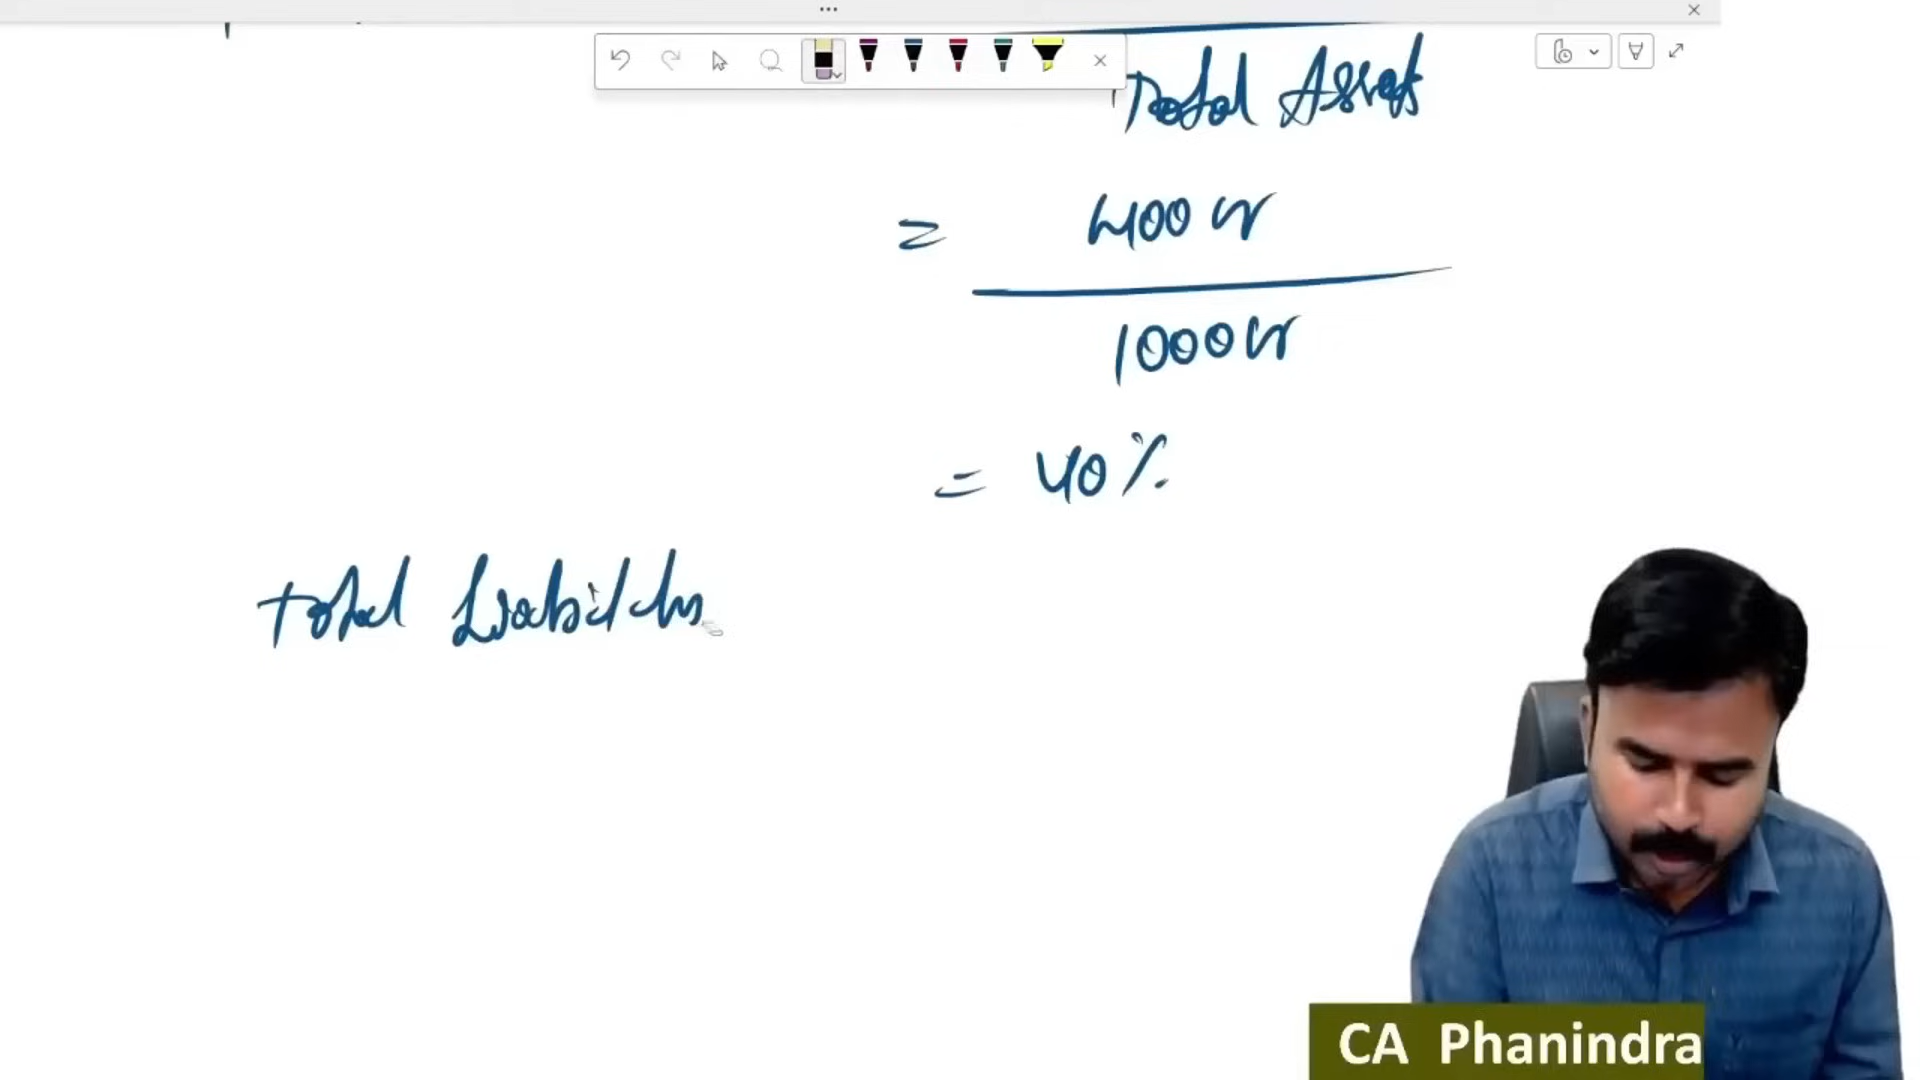 Total Assets
= 400 cr
1000 cr
= 40%
Total Liabilities
CA Phanindra